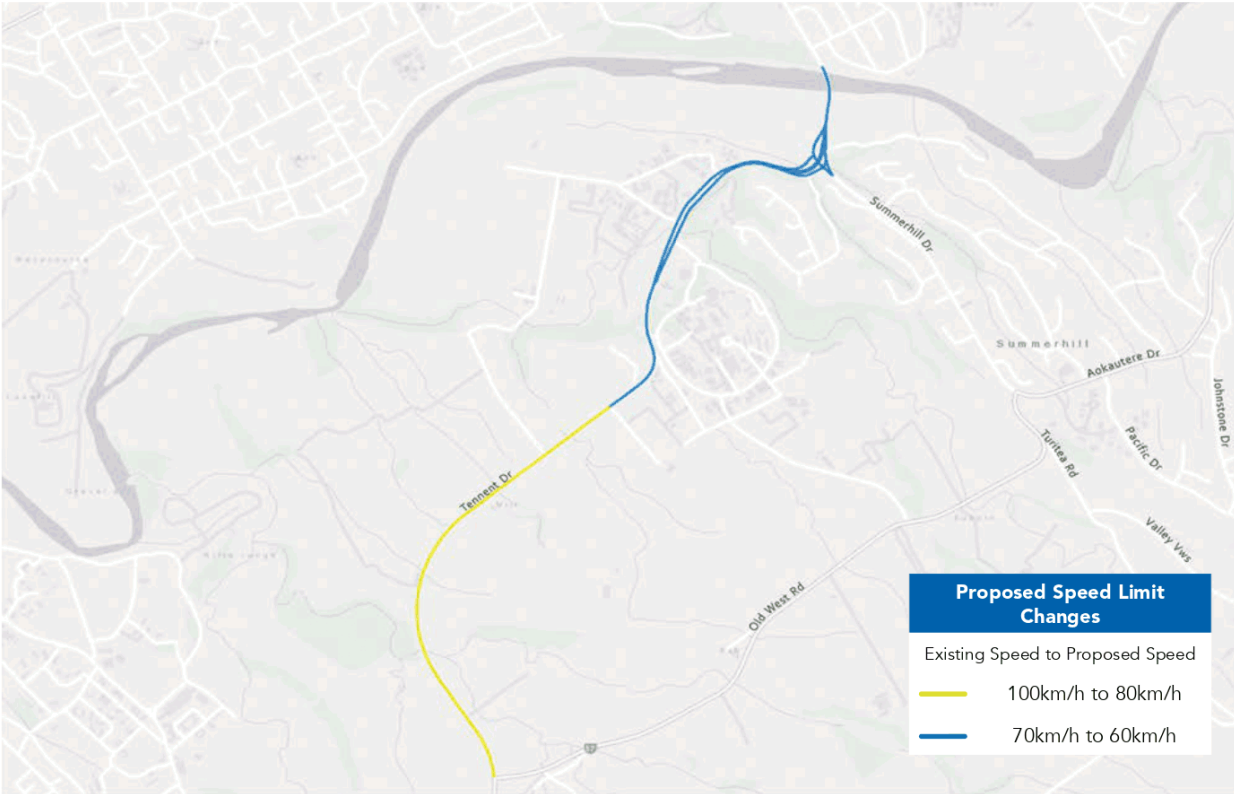 Summerhill Dr
Summerhill
Aokautere Dr
Johnstone Dr
Pacific Dr
Turitea Rd
Tennent Dr
Valley Vws
Old West Rd
Proposed Speed Limit
Changes
Existing Speed to Proposed Speed
100km/h to 80km/h
70km/h to 60km/h